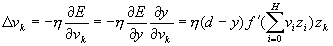 Δv_k = −η ∂E/∂v_k = −η ∂E/∂y ∂y/∂v_k = η(d − y) f '(∑_{i=0}^{H} v_i z_i) z_k